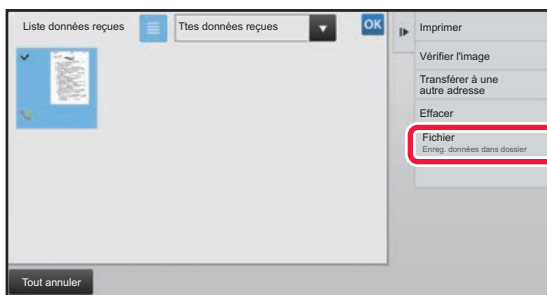 Liste données reçues
Ttes données reçues
OK
Imprimer
Vérifier l'image
Transférer à une
autre adresse
Effacer
Fichier
Enreg. données dans dossier
Tout annuler